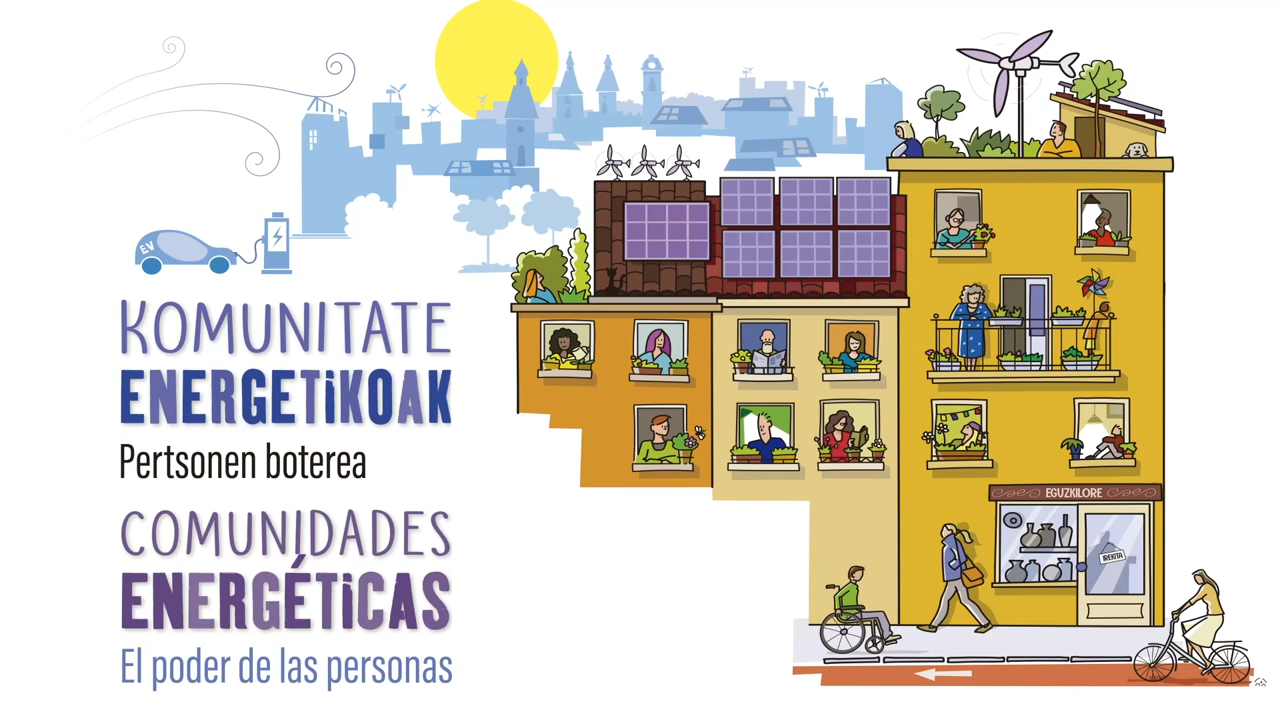 EV
KOMUNITATE
ENERGETiKOAK
Pertsonen boterea
COMUNIDADES
ENERGÉTiCAS
El poder de las personas
EGUZKILORE
IREKITA